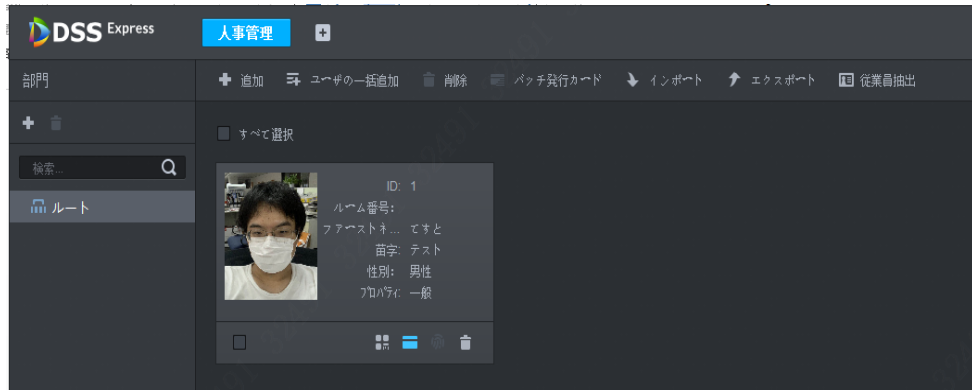 DSS Express
人事管理
部門
追加 ユーザの一括追加 削除 バッチ発行カード インポート エクスポート 従業員抽出
すべて選択
検索...
ルート
ID: 1
ルーム番号:
ファーストネ... てすと
苗字: テスト
性別: 男性
プロパティ: 一般